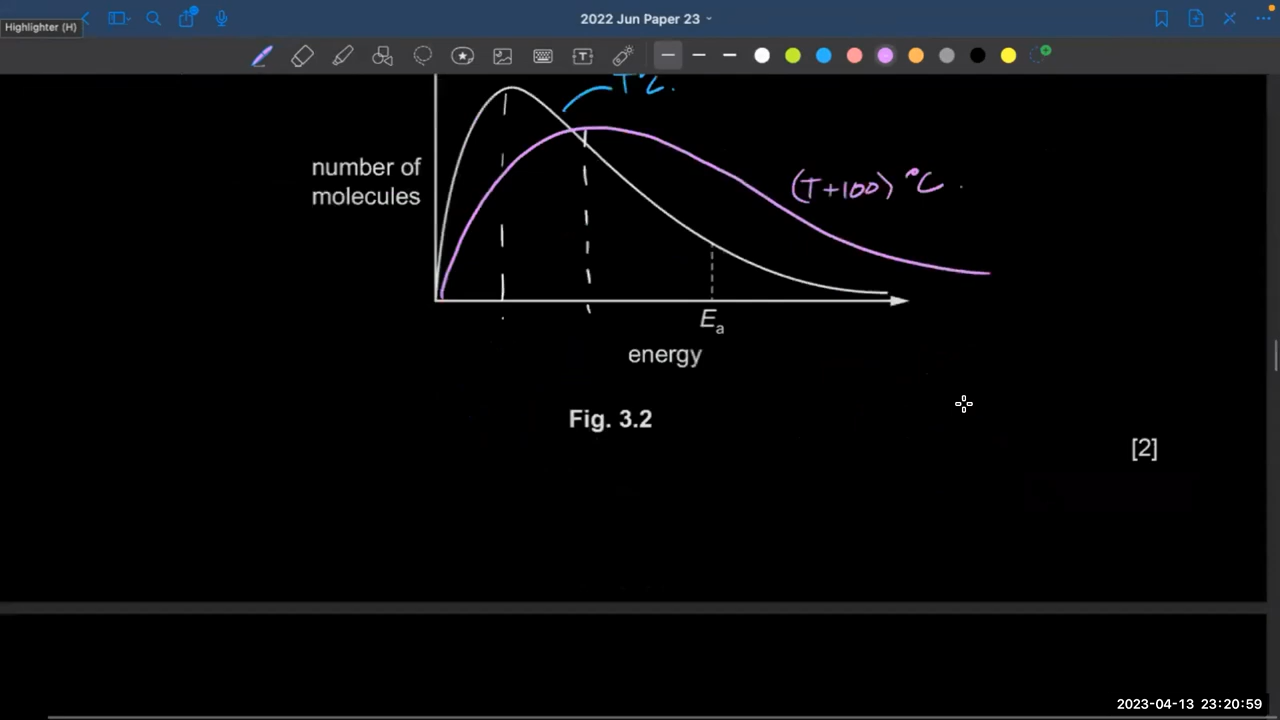 2022 Jun Paper 23
Highlighter (H)
T°C.
number of
molecules
(T+100) °C.
Ea
energy
Fig. 3.2
[2]
2023-04-13 23:20:59